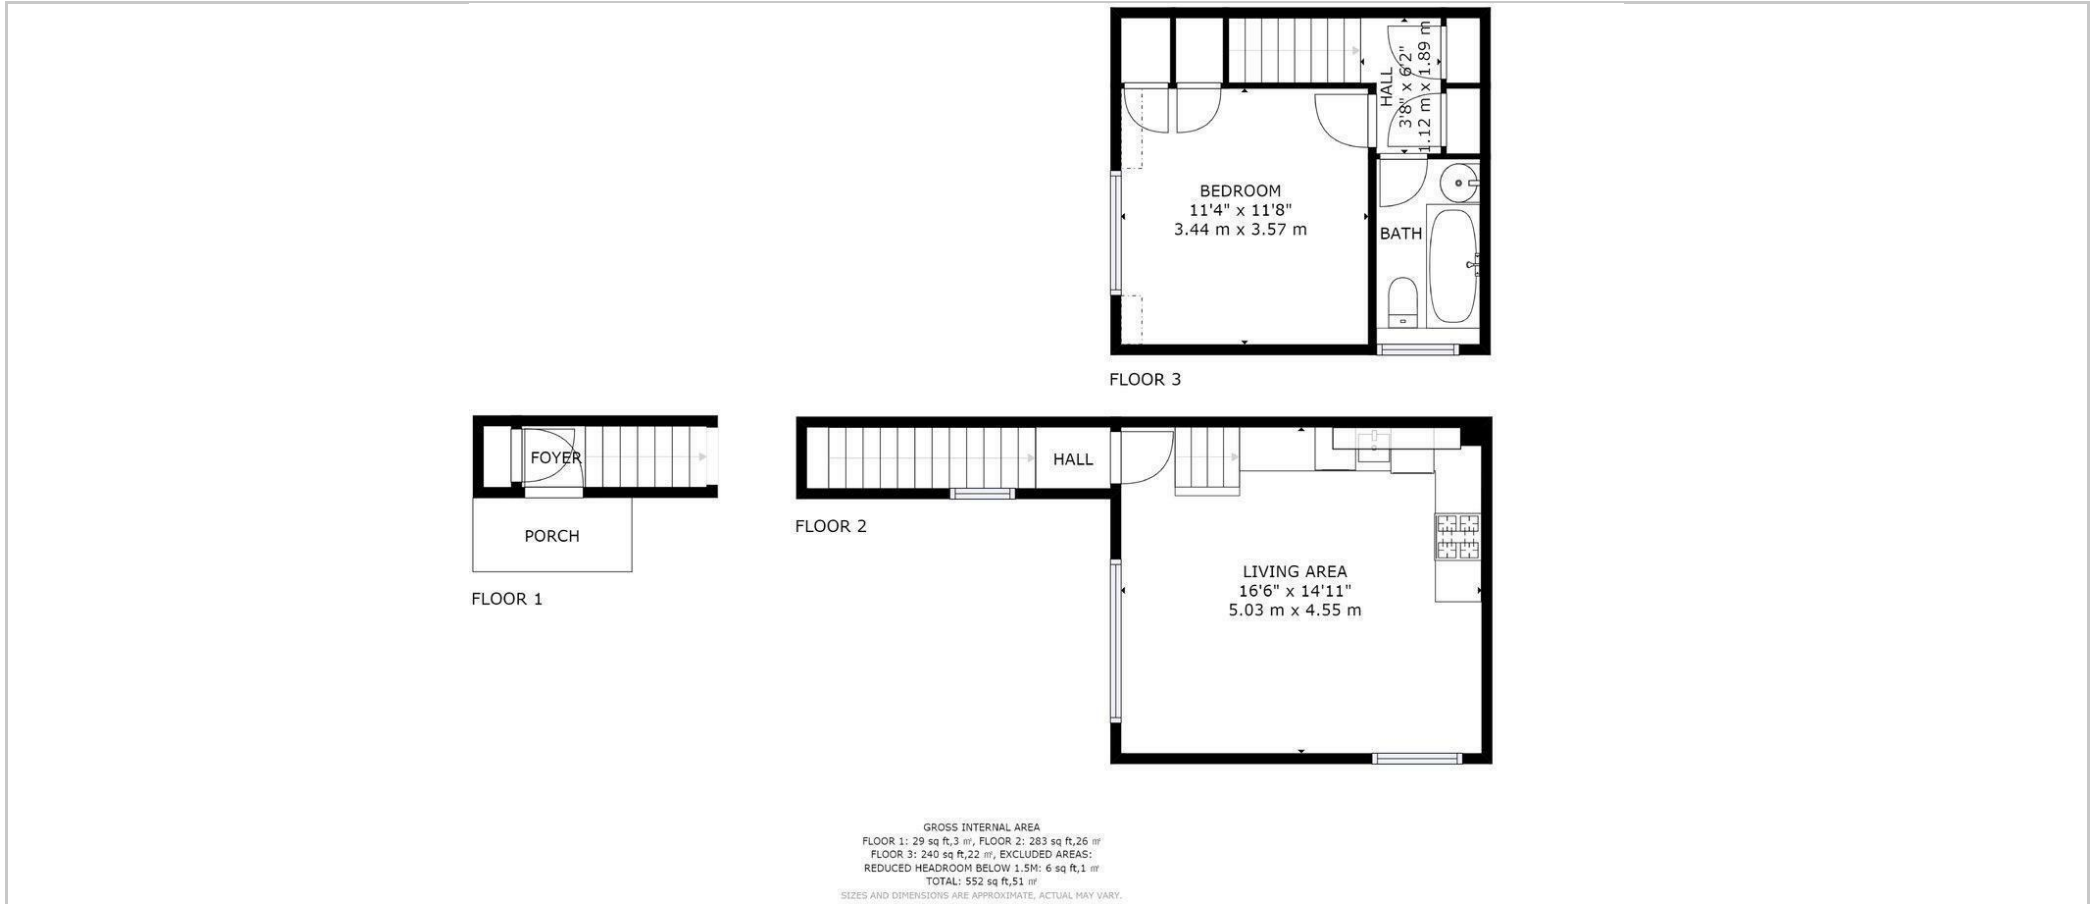 HALL
3'8" x 6'2"
1.12 m x 1.89 m
BEDROOM
11'4" x 11'8"
3.44 m x 3.57 m
BATH
FLOOR 3
FOYER
PORCH
FLOOR 1
HALL
FLOOR 2
LIVING AREA
16'6" x 14'11"
5.03 m x 4.55 m
GROSS INTERNAL AREA
FLOOR 1: 29 sq ft,3 ㎡, FLOOR 2: 283 sq ft,26 ㎡
FLOOR 3: 240 sq ft,22 ㎡, EXCLUDED AREAS:
REDUCED HEADROOM BELOW 1.5M: 6 sq ft,1 ㎡
TOTAL: 552 sq ft,51 ㎡
SIZES AND DIMENSIONS ARE APPROXIMATE, ACTUAL MAY VARY.